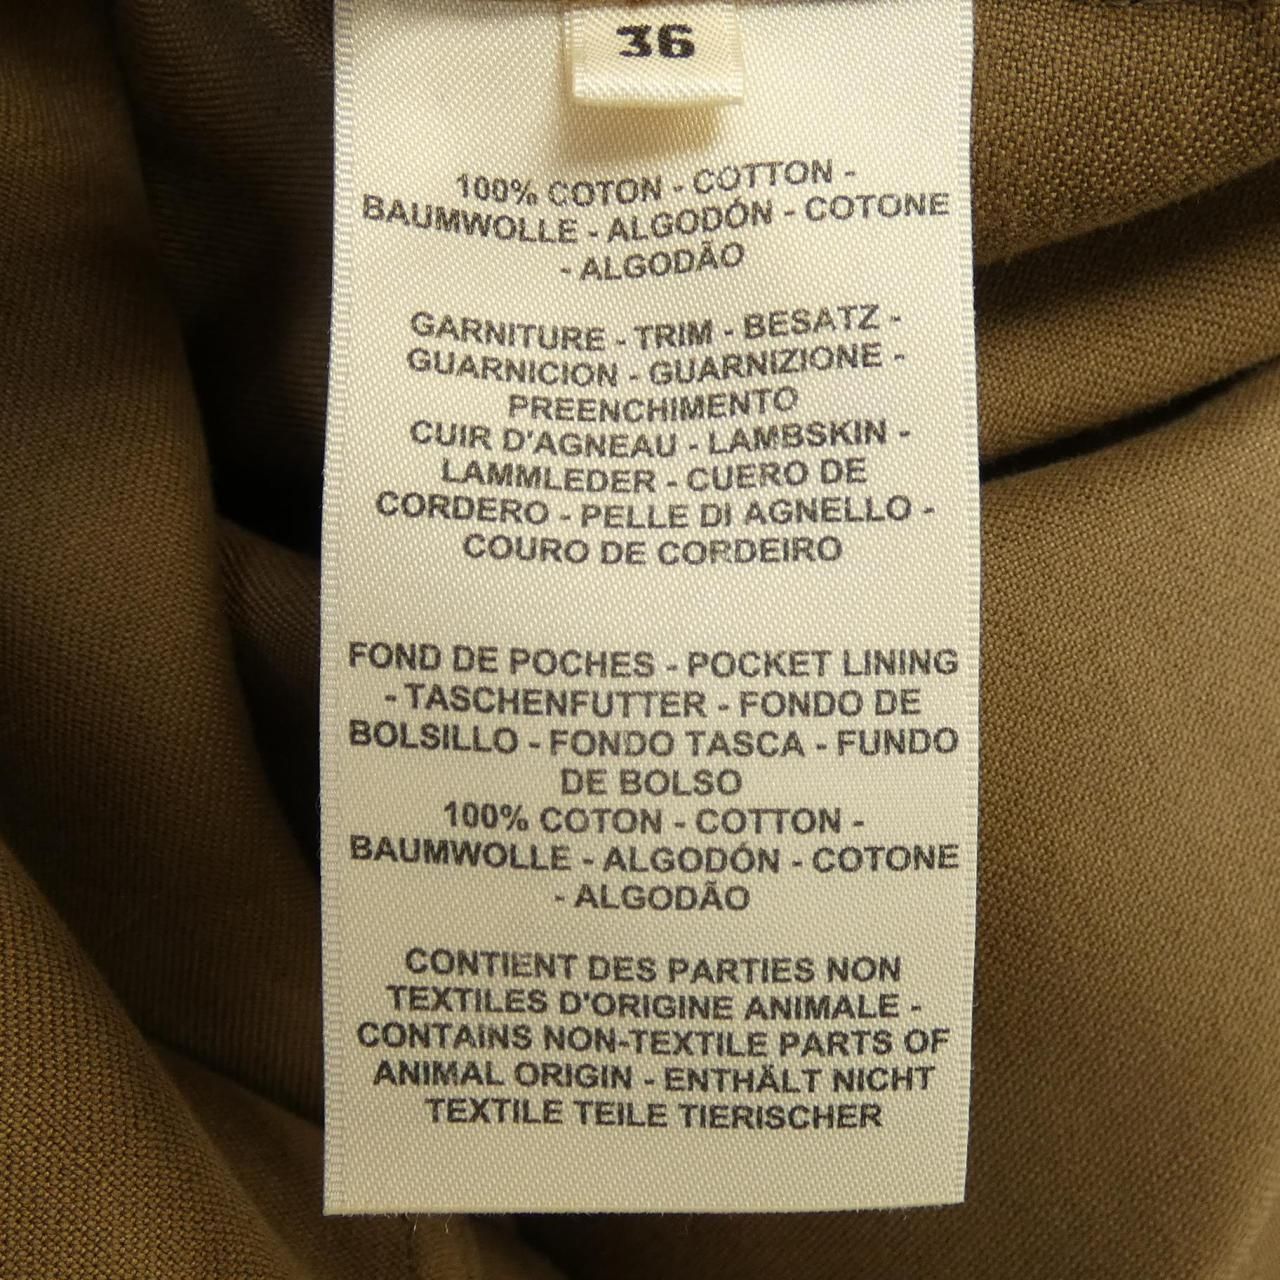 36
100% COTON - COTTON -
BAUMWOLLE - ALGODÓN - COTONE
- ALGODÃO
GARNITURE - TRIM - BESATZ -
GUARNICION - GUARNIZIONE -
PREENCHIMENTO
CUIR D'AGNEAU - LAMBSKIN -
LAMMLEDER - CUERO DE
CORDERO - PELLE DI AGNELLO -
COURO DE CORDEIRO
FOND DE POCHES - POCKET LINING
- TASCHENFUTTER - FONDO DE
BOLSILLO - FONDO TASCA - FUNDO
DE BOLSO
100% COTON - COTTON -
BAUMWOLLE - ALGODÓN - COTONE
- ALGODÃO
CONTIENT DES PARTIES NON
TEXTILES D'ORIGINE ANIMALE -
CONTAINS NON-TEXTILE PARTS OF
ANIMAL ORIGIN - ENTHÄLT NICHT
TEXTILE TEILE TIERISCHER